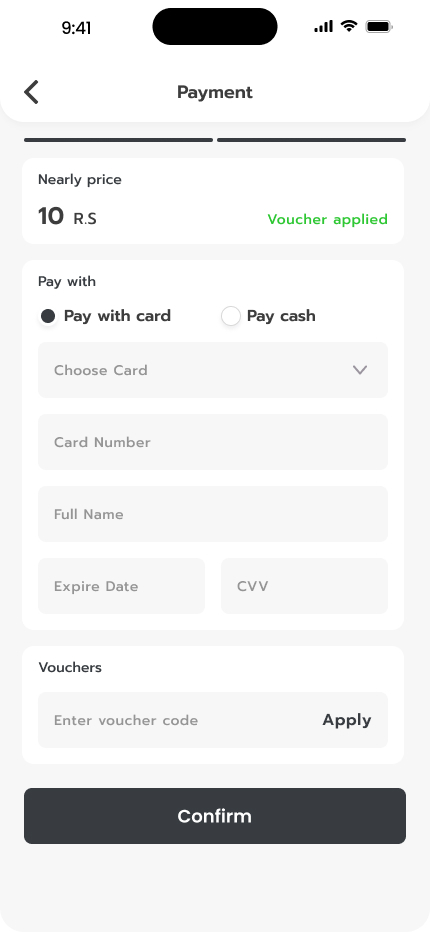 9:41
Payment
Nearly price
10 R.S
Voucher applied
Pay with
Pay with card
Pay cash
Choose Card
Card Number
Full Name
Expire Date
CVV
Vouchers
Enter voucher code
Apply
Confirm